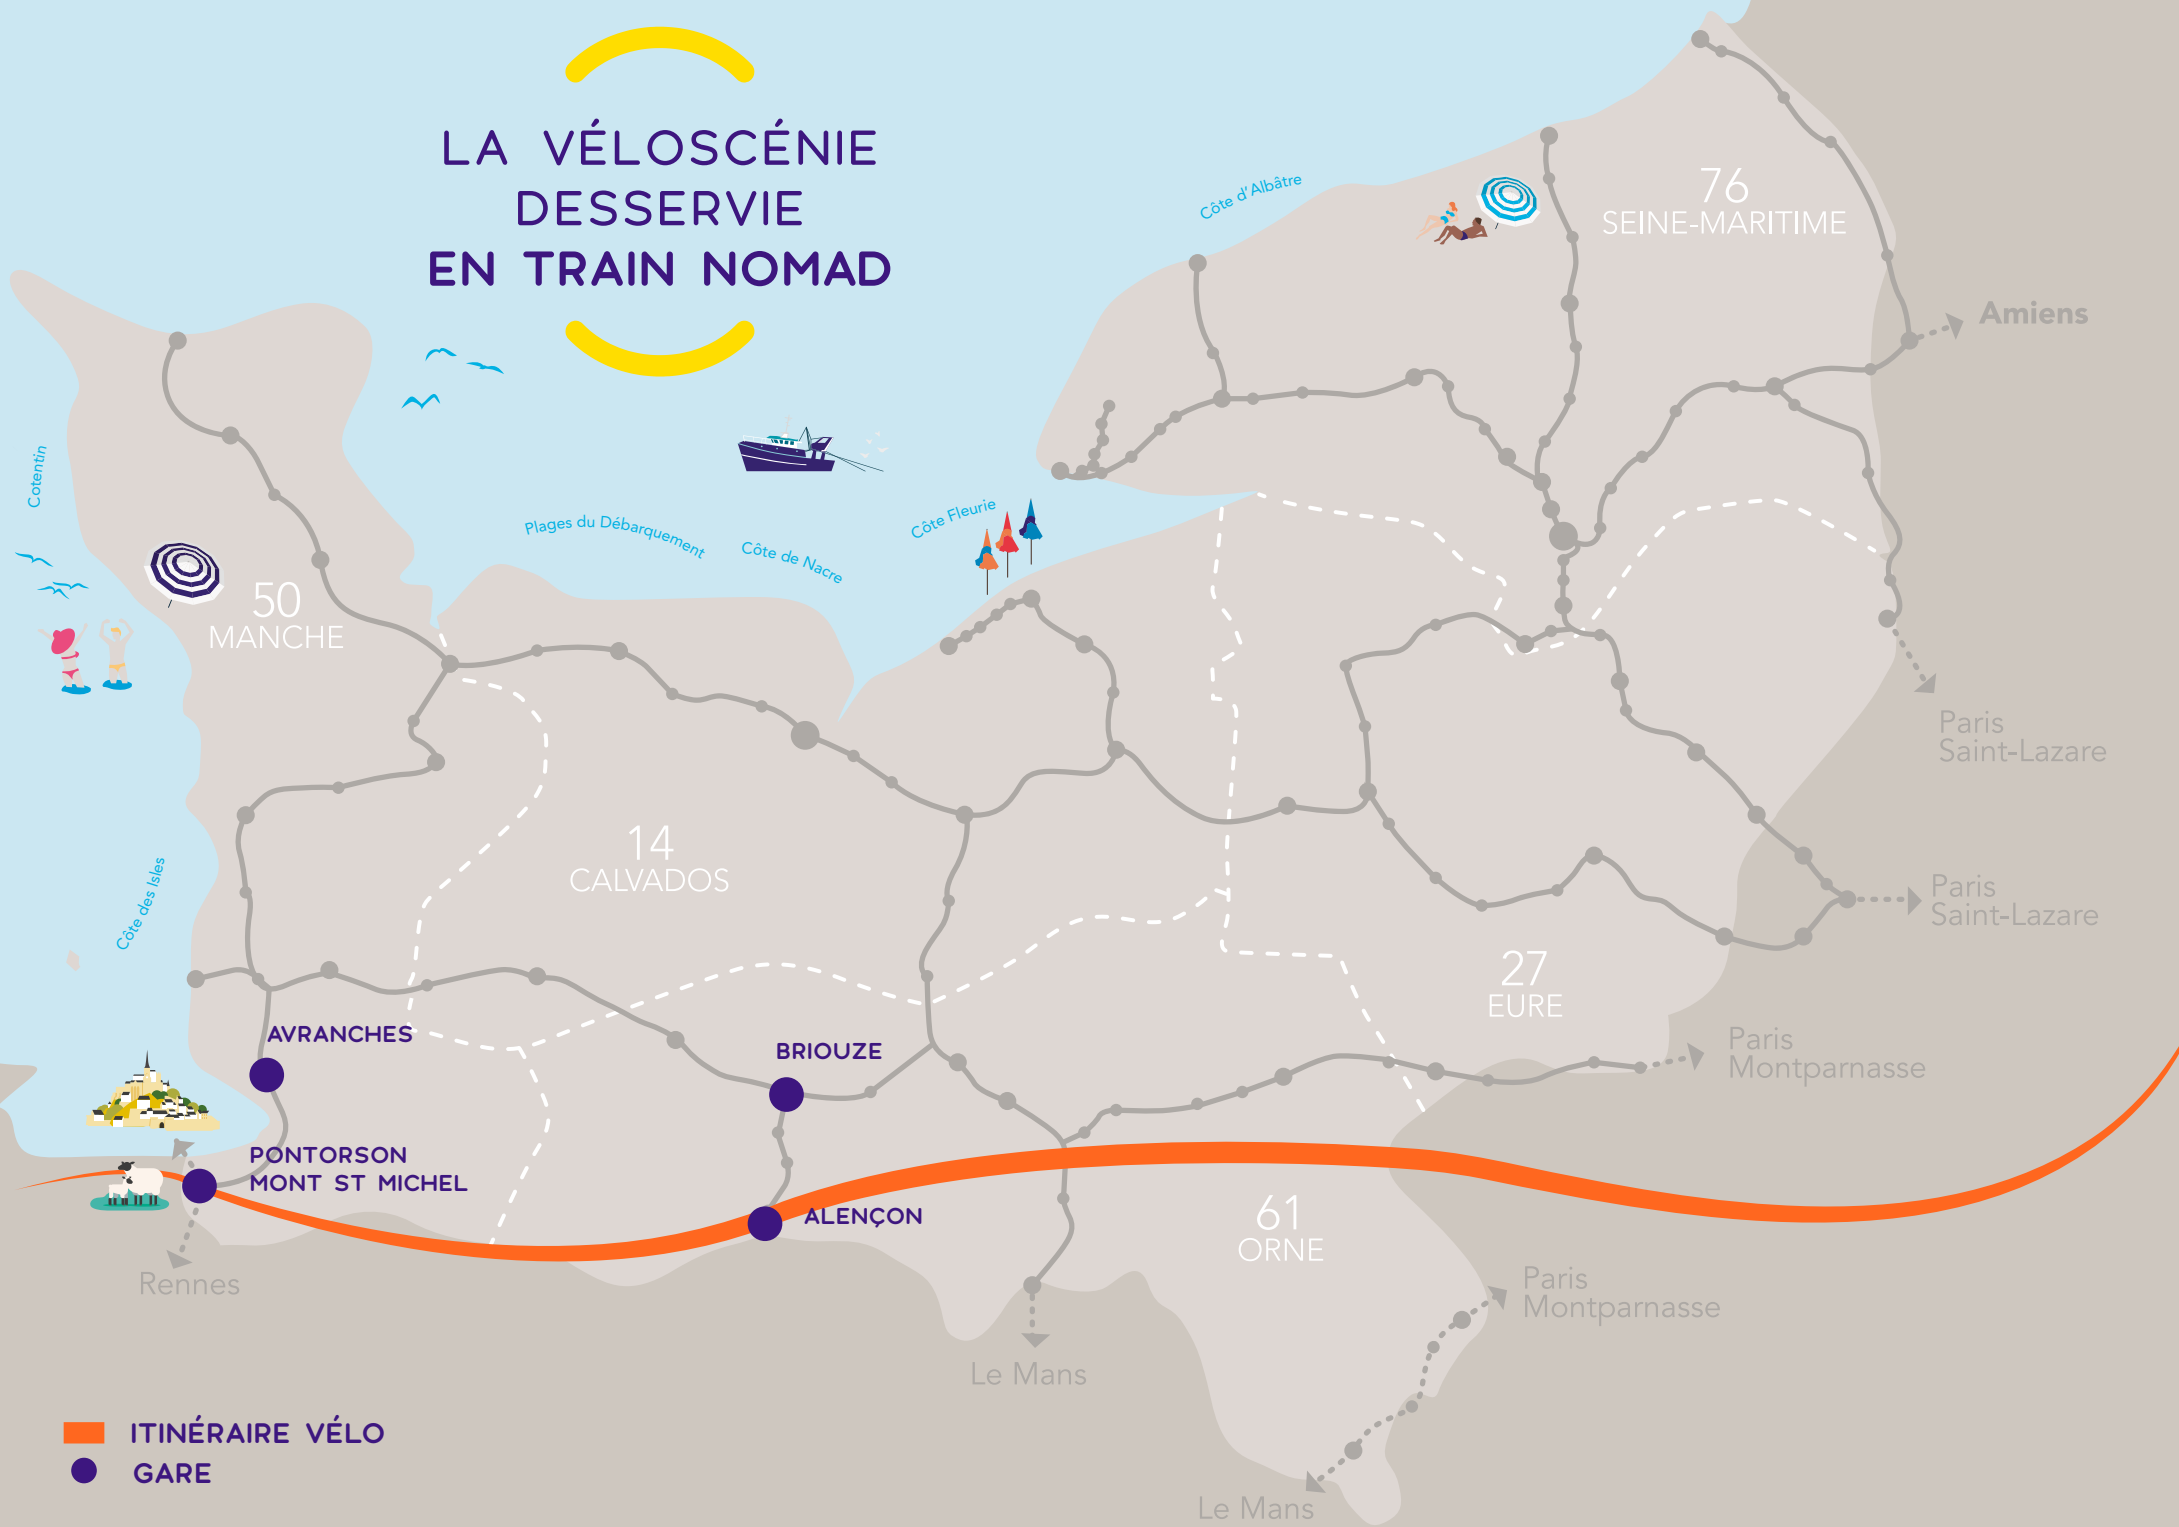 LA VÉLOSCÉNIE
DESSERVIE
EN TRAIN NOMAD
Côte d'Albâtre
76
SEINE-MARITIME
Amiens
Cotentin
Plages du Débarquement
Côte de Nacre
Côte Fleurie
50
MANCHE
Paris
Saint-Lazare
14
CALVADOS
Côte des Isles
Paris
Saint-Lazare
27
EURE
AVRANCHES
BRIOUZE
Paris
Montparnasse
PONTORSON
MONT ST MICHEL
ALENÇON
61
ORNE
Rennes
Paris
Montparnasse
Le Mans
ITINÉRAIRE VÉLO
GARE
Le Mans